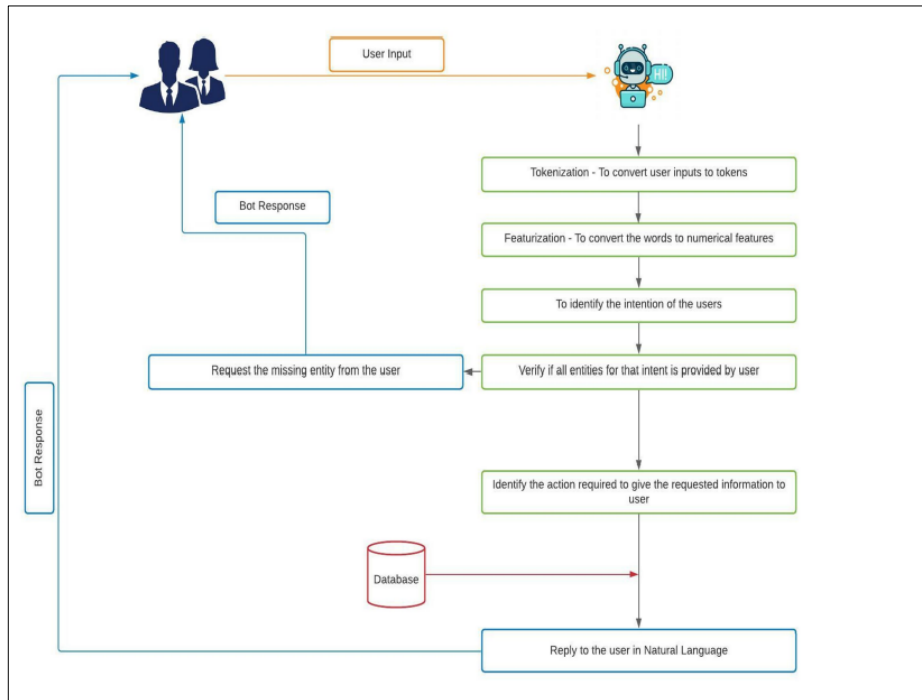 User Input
Hi!
Tokenization - To convert user inputs to tokens
Bot Response
Featurization - To convert the words to numerical features
To identify the intention of the users
Request the missing entity from the user
Verify if all entities for that intent is provided by user
Bot Response
Identify the action required to give the requested information to
user
Database
Reply to the user in Natural Language